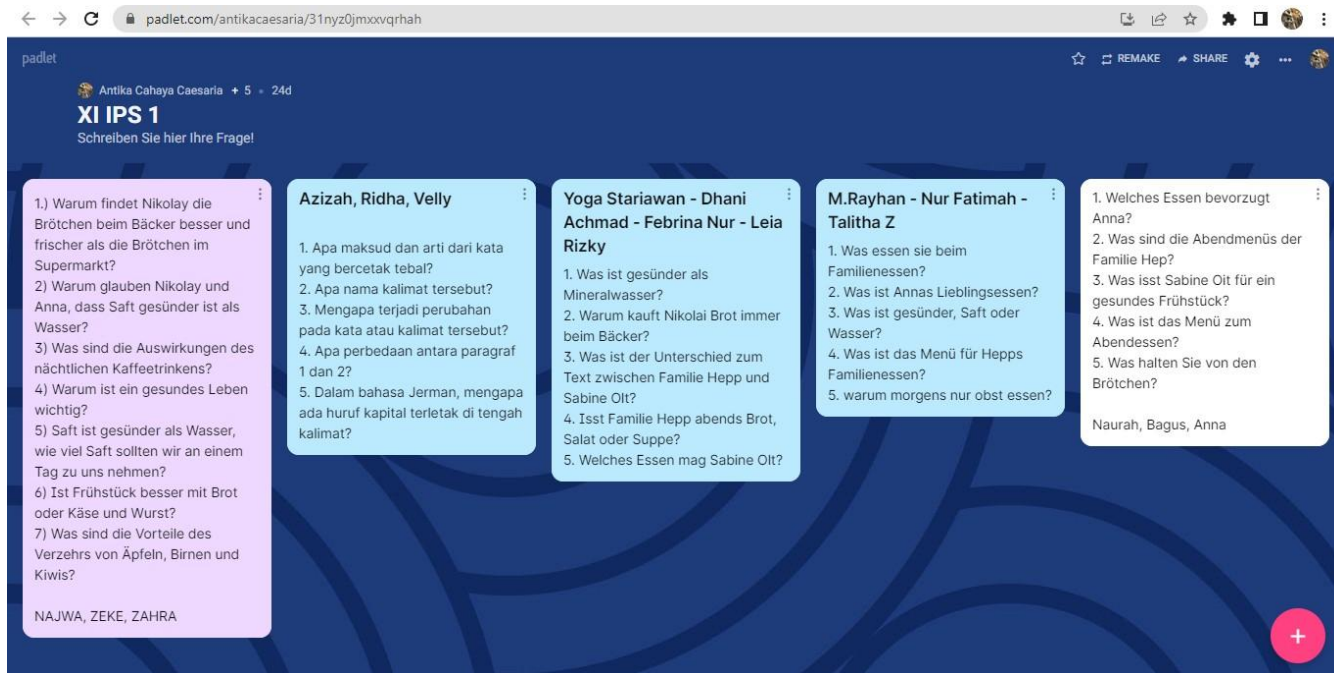 padlet.com/antikacaesaria/31nyz0jmxxvqrhah
padlet
REMAKE
SHARE
Antika Cahaya Caesaria + 5 • 24d
XI IPS 1
Schreiben Sie hier Ihre Frage!
1.) Warum findet Nikolay die
Brötchen beim Bäcker besser und
frischer als die Brötchen im
Supermarkt?
2) Warum glauben Nikolay und
Anna, dass Saft gesünder ist als
Wasser?
3) Was sind die Auswirkungen des
nächtlichen Kaffeetrinkens?
4) Warum ist ein gesundes Leben
wichtig?
5) Saft ist gesünder als Wasser,
wie viel Saft sollten wir an einem
Tag zu uns nehmen?
6) Ist Frühstück besser mit Brot
oder Käse und Wurst?
7) Was sind die Vorteile des
Verzehrs von Äpfeln, Birnen und
Kiwis?
NAJWA, ZEKE, ZAHRA
Azizah, Ridha, Velly
1. Apa maksud dan arti dari kata
yang bercetak tebal?
2. Apa nama kalimat tersebut?
3. Mengapa terjadi perubahan
pada kata atau kalimat tersebut?
4. Apa perbedaan antara paragraf
1 dan 2?
5. Dalam bahasa Jerman, mengapa
ada huruf kapital terletak di tengah
kalimat?
Yoga Stariawan - Dhani
Achmad - Febrina Nur - Leia
Rizky
1. Was ist gesünder als
Mineralwasser?
2. Warum kauft Nikolai Brot immer
beim Bäcker?
3. Was ist der Unterschied zum
Text zwischen Familie Hepp und
Sabine Olt?
4. Isst Familie Hepp abends Brot,
Salat oder Suppe?
5. Welches Essen mag Sabine Olt?
M.Rayhan - Nur Fatimah -
Talitha Z
1. Was essen sie beim
Familienessen?
2. Was ist Annas Lieblingsessen?
3. Was ist gesünder, Saft oder
Wasser?
4. Was ist das Menü für Hepps
Familienessen?
5. warum morgens nur obst essen?
1. Welches Essen bevorzugt
Anna?
2. Was sind die Abendmenüs der
Familie Hep?
3. Was isst Sabine Oit für ein
gesundes Frühstück?
4. Was ist das Menü zum
Abendessen?
5. Was halten Sie von den
Brötchen?
Naurah, Bagus, Anna